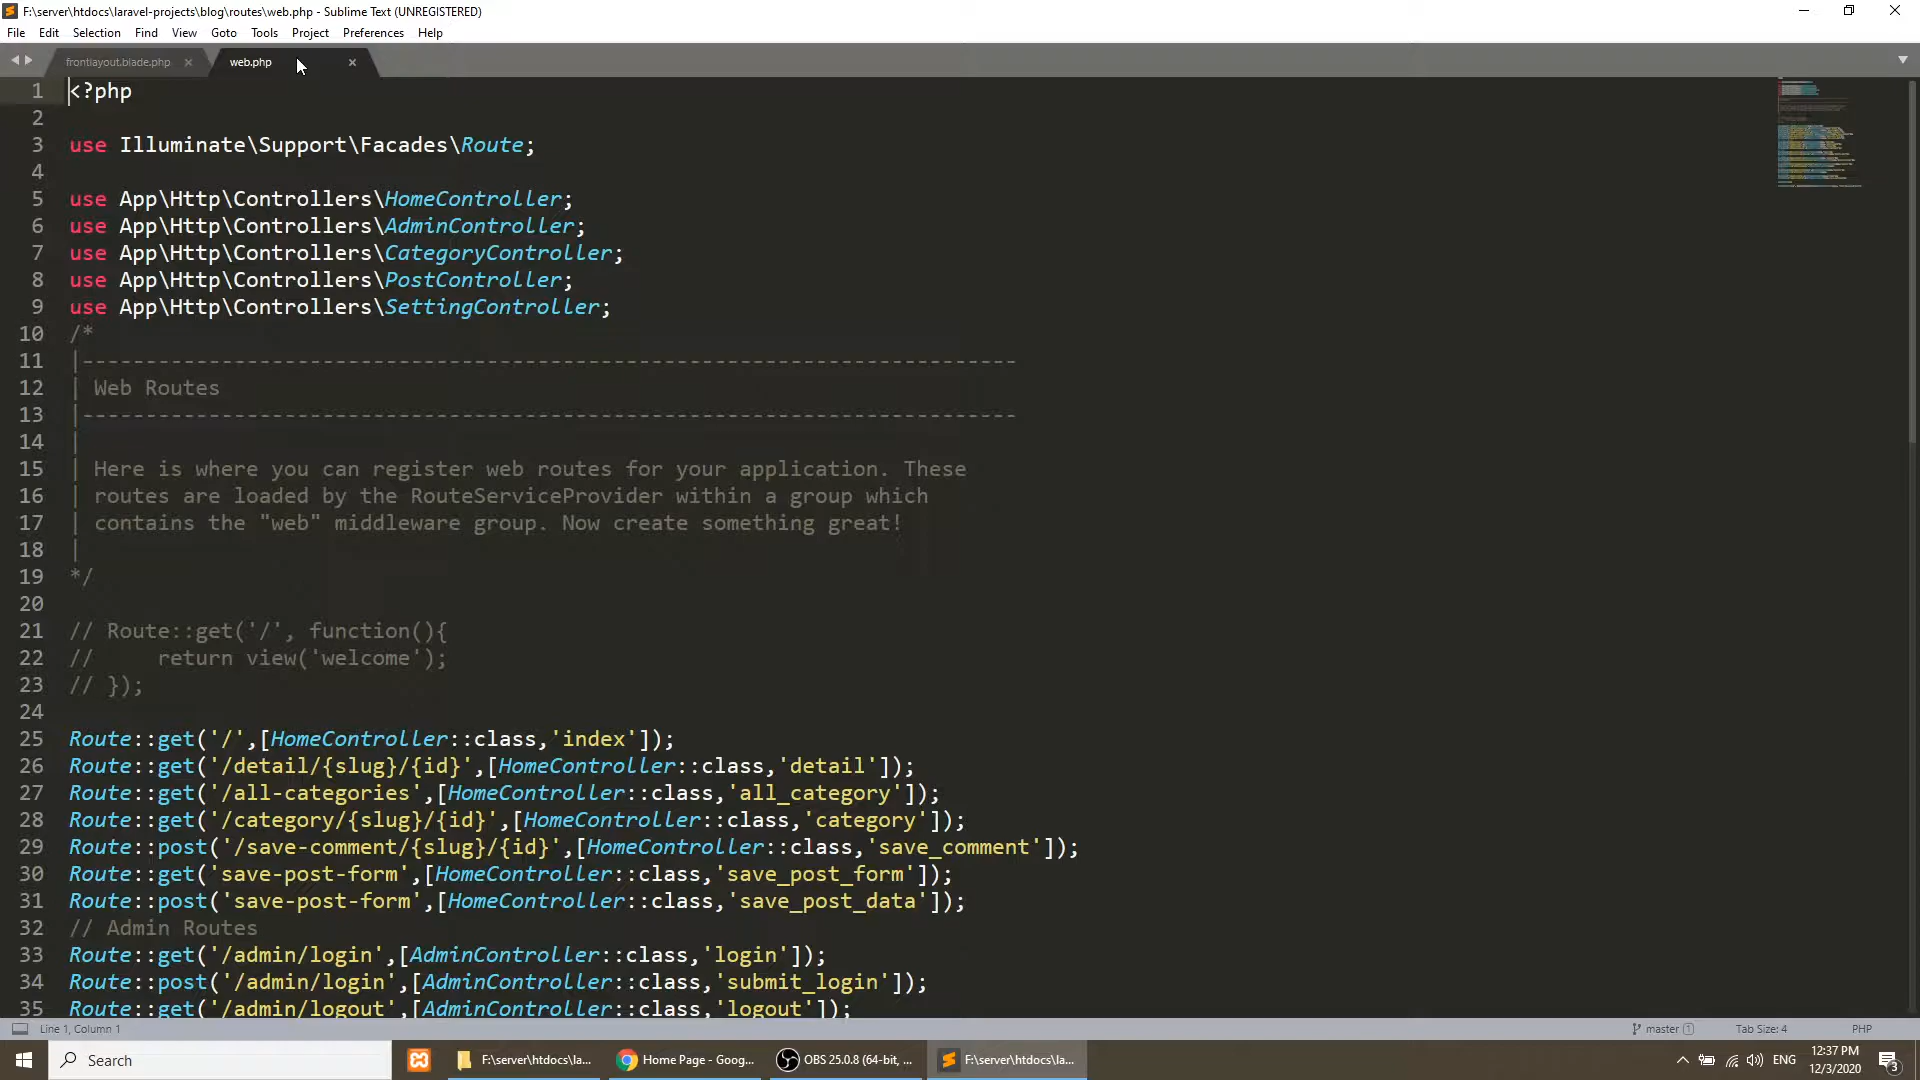 F:\server\htdocs\laravel-projects\blog\routes\web.php - Sublime Text (UNREGISTERED)
File Edit Selection Find View Goto Tools Project Preferences Help
frontlayout.blade.php × web.php ×
1 <?php
2
3 use Illuminate\Support\Facades\Route;
4
5 use App\Http\Controllers\HomeController;
6 use App\Http\Controllers\AdminController;
7 use App\Http\Controllers\CategoryController;
8 use App\Http\Controllers\PostController;
9 use App\Http\Controllers\SettingController;
10 /*
11 |--------------------------------------------------------------------------
12 | Web Routes
13 |--------------------------------------------------------------------------
14 |
15 | Here is where you can register web routes for your application. These
16 | routes are loaded by the RouteServiceProvider within a group which
17 | contains the "web" middleware group. Now create something great!
18 |
19 */
20
21 // Route::get('/', function(){
22 //     return view('welcome');
23 // });
24
25 Route::get('/',[HomeController::class,'index']);
26 Route::get('/detail/{slug}/{id}',[HomeController::class,'detail']);
27 Route::get('/all-categories',[HomeController::class,'all_category']);
28 Route::get('/category/{slug}/{id}',[HomeController::class,'category']);
29 Route::post('/save-comment/{slug}/{id}',[HomeController::class,'save_comment']);
30 Route::get('save-post-form',[HomeController::class,'save_post_form']);
31 Route::post('save-post-form',[HomeController::class,'save_post_data']);
32 // Admin Routes
33 Route::get('/admin/login',[AdminController::class,'login']);
34 Route::post('/admin/login',[AdminController::class,'submit_login']);
35 Route::get('/admin/logout',[AdminController::class,'logout']);
Line 1, Column 1 master 1 Tab Size: 4 PHP
Search F:\server\htdocs\la... Home Page - Goog... OBS 25.0.8 (64-bit, ... F:\server\htdocs\la... ENG 12:37 PM
12/3/2020 3